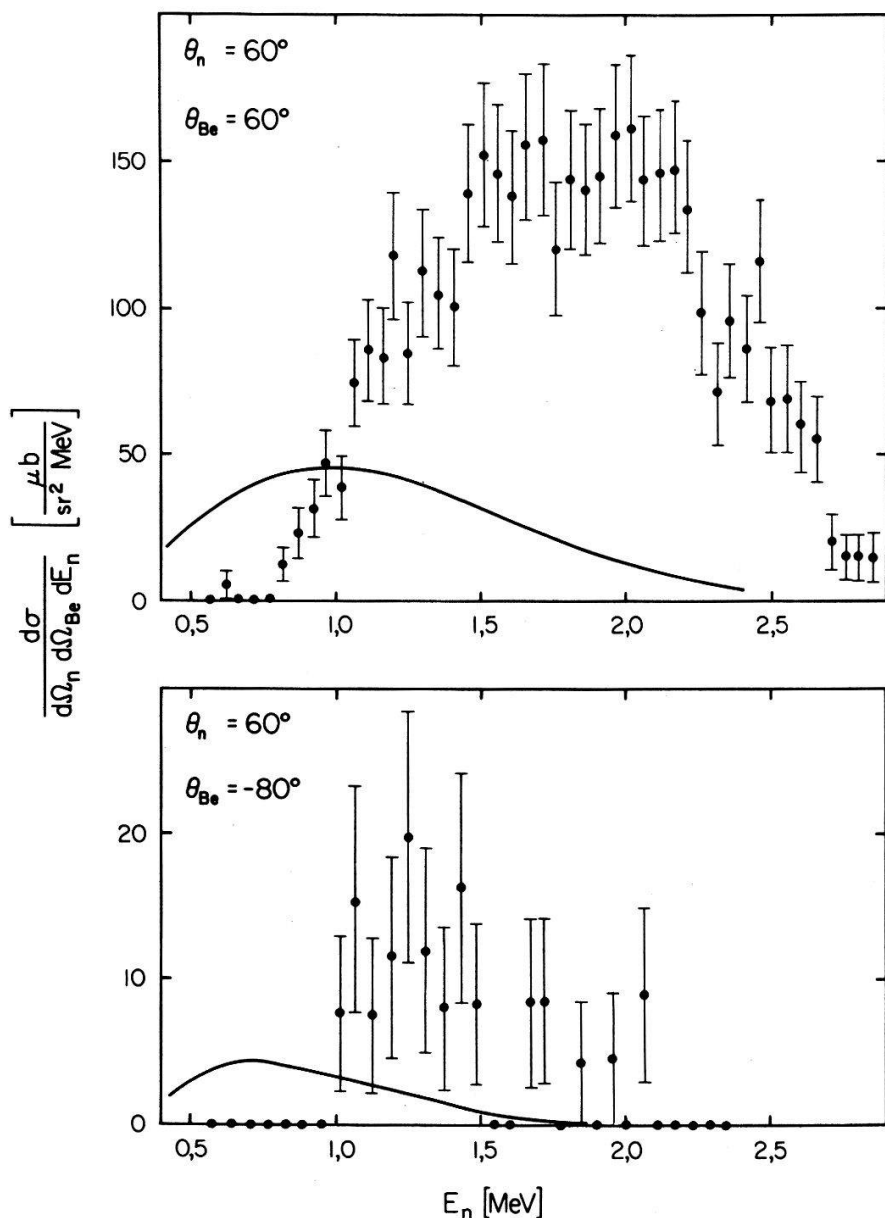 θn = 60°
θBe = 60°
150
100
50
0
0,5 1,0 1,5 2,0 2,5
dσ
dΩn dΩBe dEn
[μb
sr² MeV]
θn = 60°
θBe = -80°
20
10
0
0,5 1,0 1,5 2,0 2,5
En [MeV]